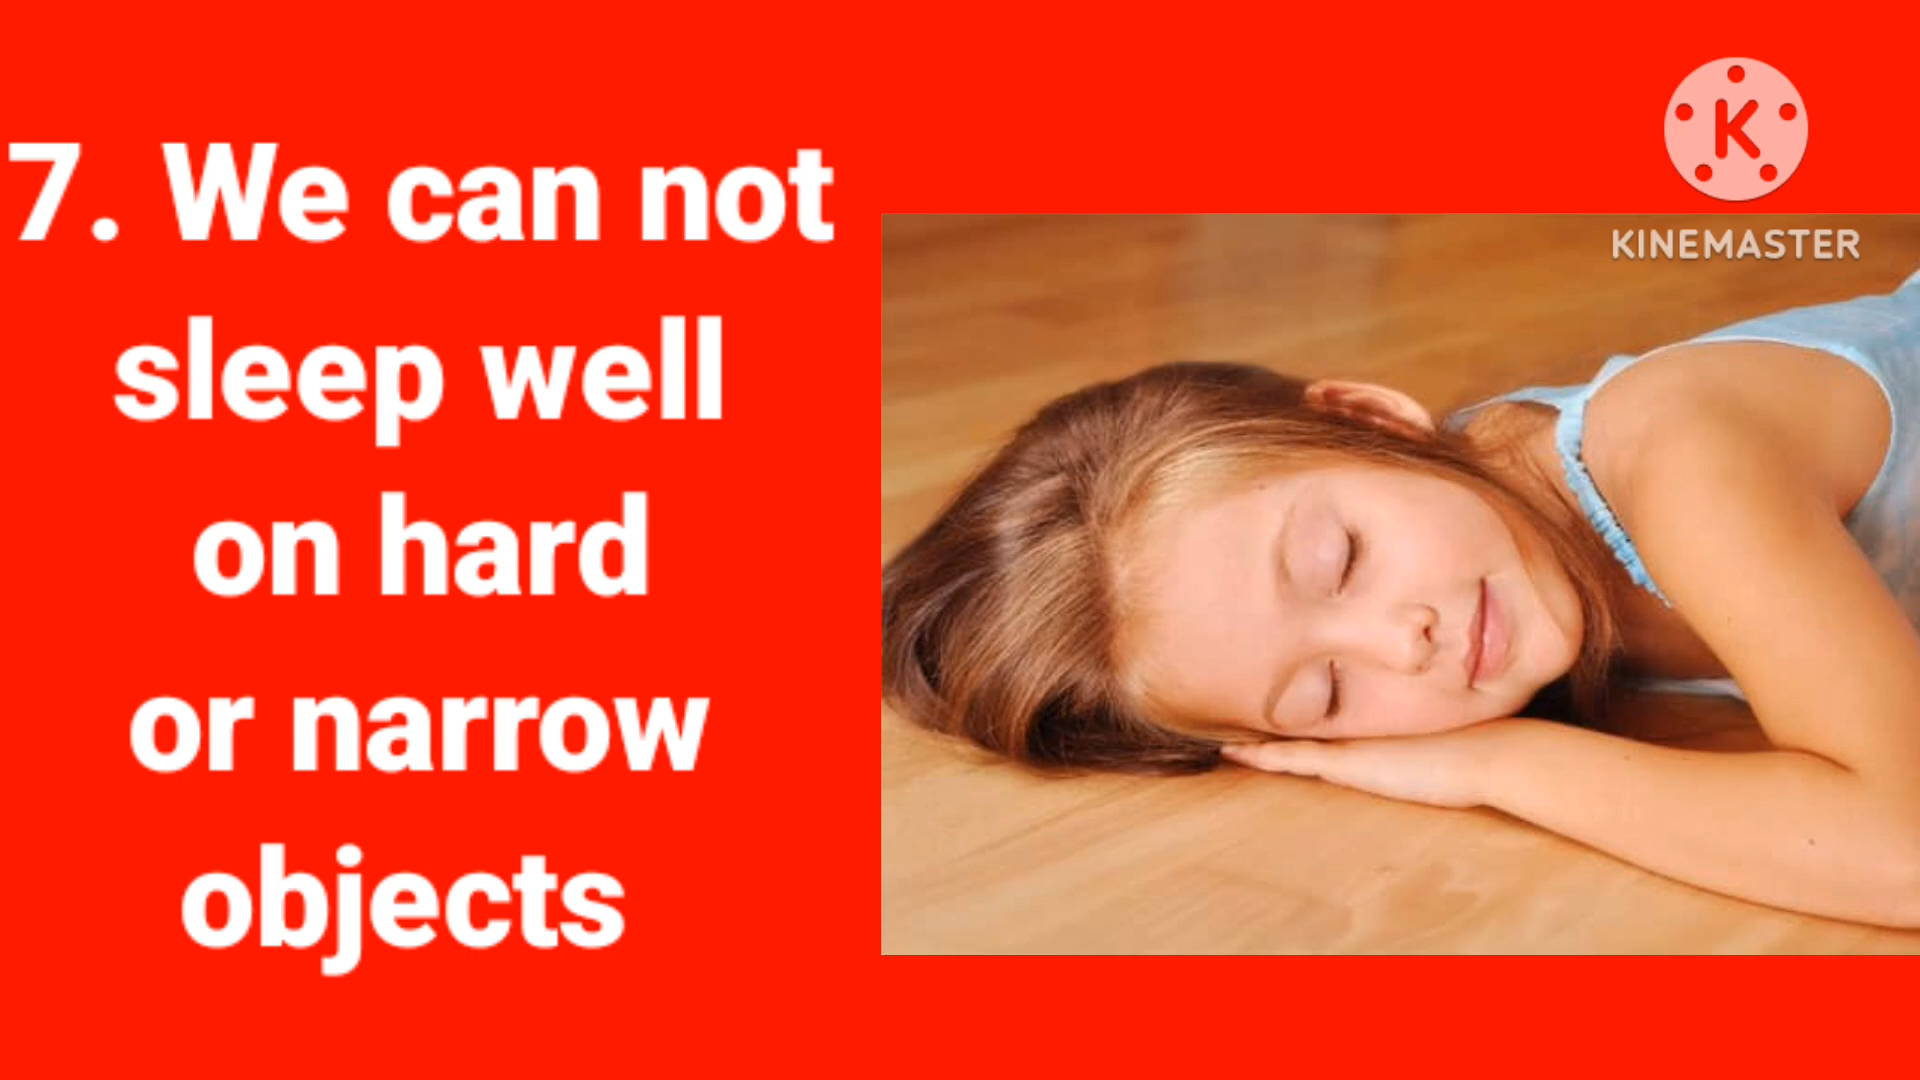 7. We can not
sleep well
on hard
or narrow
objects
K
KINEMASTER